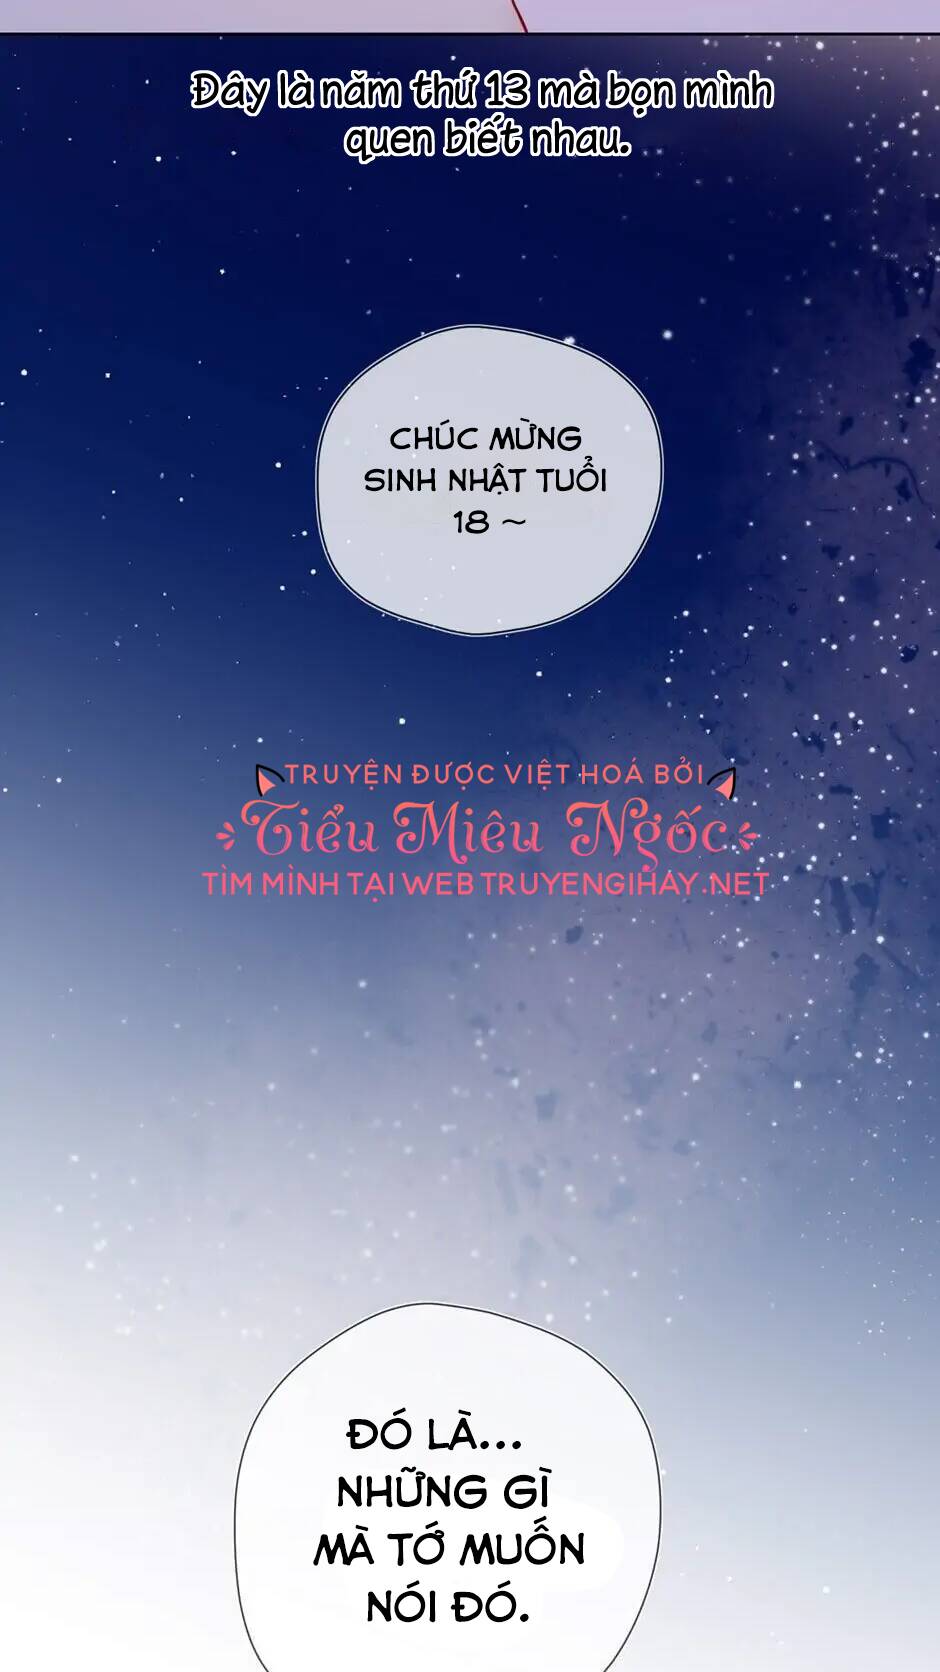 Đây là năm thứ 13 mà bọn mình
quen biết nhau.
CHÚC MỪNG
SINH NHẬT TUỔI
18 ~
TRUYỆN ĐƯỢC VIỆT HOÁ BỞI
Tiểu Miêu Ngốc
TÌM MÌNH TẠI WEB TRUYENGIHAY.NET
ĐÓ LÀ...
NHỮNG GÌ
MÀ TỚ MUỐN
NÓI ĐÓ.